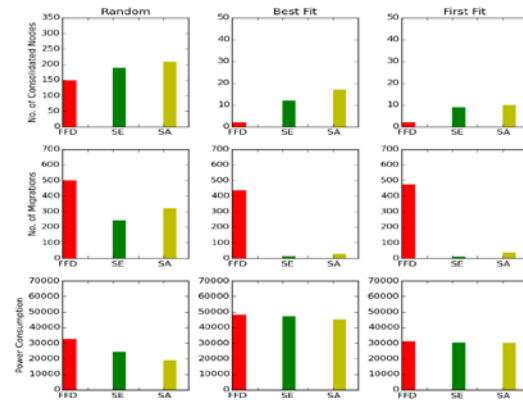 Random Best Fit First Fit
No. of Consolidated Nodes
350 300 250 200 150 100 50 0
FFD SE SA
50 40 30 20 10 0
FFD SE SA
50 40 30 20 10 0
FFD SE SA
No. of Migrations
700 600 500 400 300 200 100 0
FFD SE SA
700 600 500 400 300 200 100 0
FFD SE SA
700 600 500 400 300 200 100 0
FFD SE SA
Power Consumption
70000 60000 50000 40000 30000 20000 10000 0
FFD SE SA
70000 60000 50000 40000 30000 20000 10000 0
FFD SE SA
70000 60000 50000 40000 30000 20000 10000 0
FFD SE SA